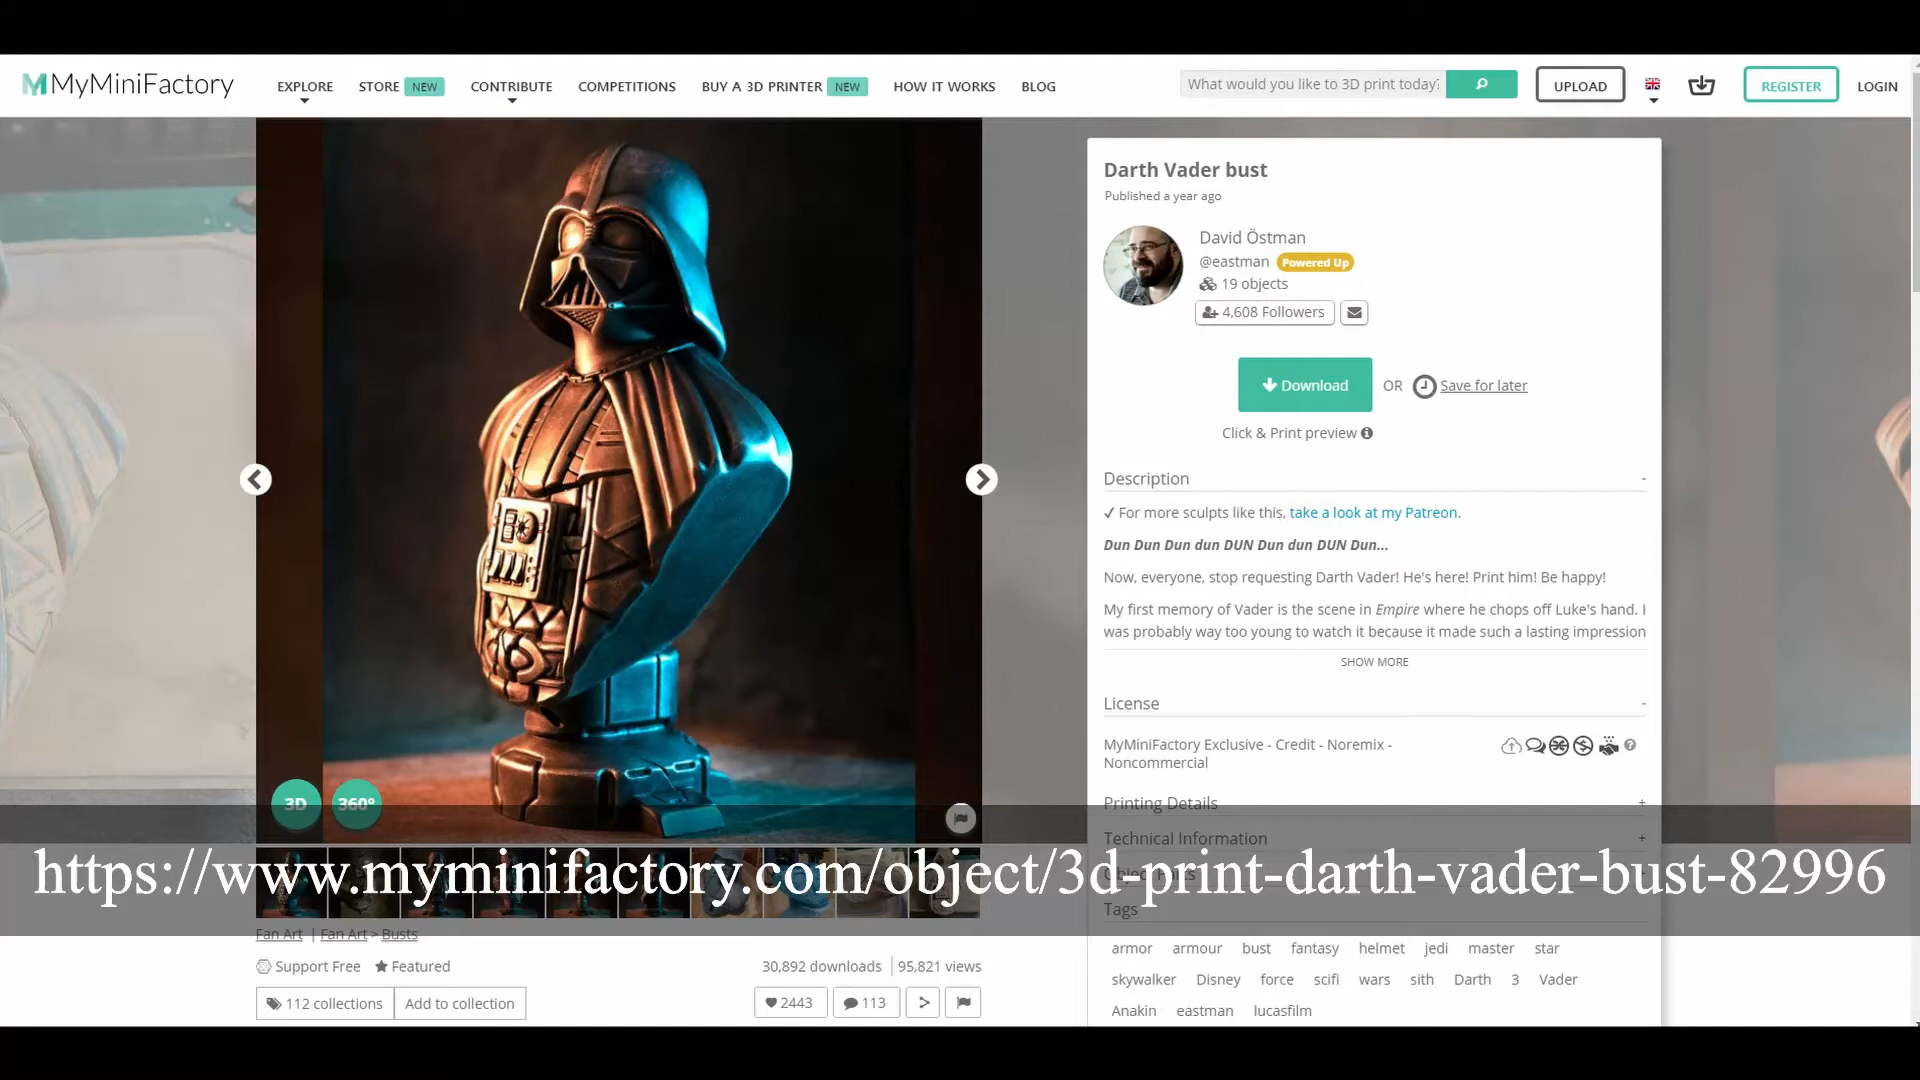 MyMiniFactory
EXPLORE STORE NEW CONTRIBUTE COMPETITIONS BUY A 3D PRINTER NEW HOW IT WORKS BLOG
What would you like to 3D print today?
UPLOAD
REGISTER
LOGIN
Darth Vader bust
Published a year ago
David Östman
@eastman Powered Up
19 objects
4,608 Followers
Download OR Save for later
Click & Print preview
Description -
✓ For more sculpts like this, take a look at my Patreon.
Dun Dun Dun dun DUN Dun dun DUN Dun...
Now, everyone, stop requesting Darth Vader! He's here! Print him! Be happy!
My first memory of Vader is the scene in Empire where he chops off Luke's hand. I
was probably way too young to watch it because it made such a lasting impression
SHOW MORE
License -
MyMiniFactory Exclusive - Credit - Noremix -
Noncommercial
Printing Details +
Technical Information +
Object Parts
Tags
3D 360°
https://www.myminifactory.com/object/3d-print-darth-vader-bust-82996
Fan Art | Fan Art > Busts
Support Free Featured
30,892 downloads | 95,821 views
112 collections Add to collection
2443 113
armor armour bust fantasy helmet jedi master star
skywalker Disney force scifi wars sith Darth 3 Vader
Anakin eastman lucasfilm